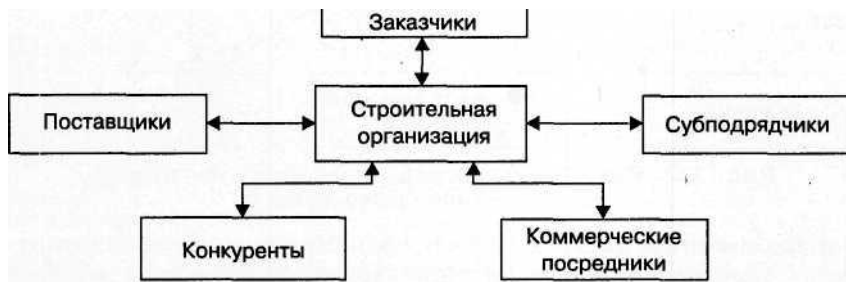 Заказчики
Поставщики
Строительная
организация
Субподрядчики
Конкуренты
Коммерческие
посредники